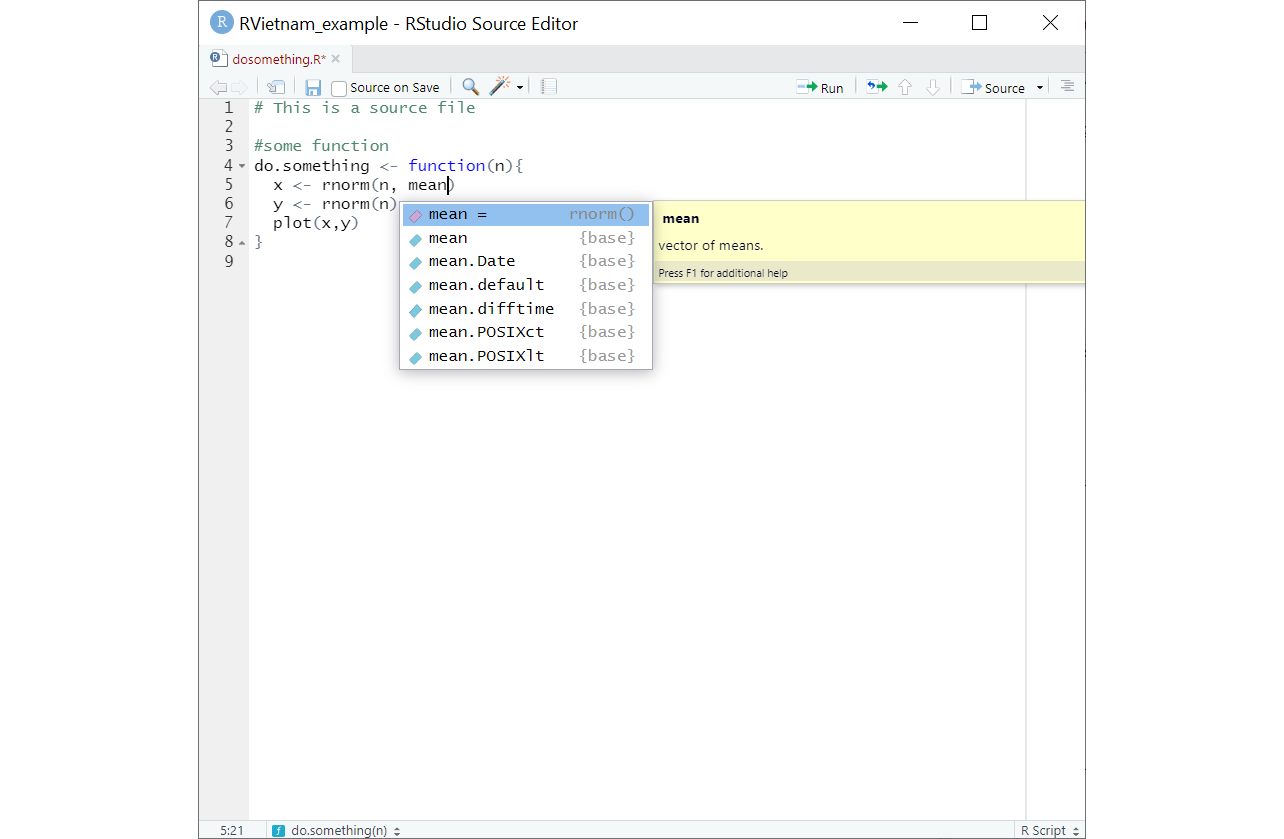 R RVietnam_example - RStudio Source Editor
dosomething.R* ×
Source on Save Run Source
1 # This is a source file
2
3 #some function
4 do.something <- function(n){
5 x <- rnorm(n, mean)
6 y <- rnorm(n)
7 plot(x,y)
8 }
9
mean = rnorm()
mean {base}
mean.Date {base}
mean.default {base}
mean.difftime {base}
mean.POSIXct {base}
mean.POSIXlt {base}
mean
vector of means.
Press F1 for additional help
5:21 f do.something(n) R Script